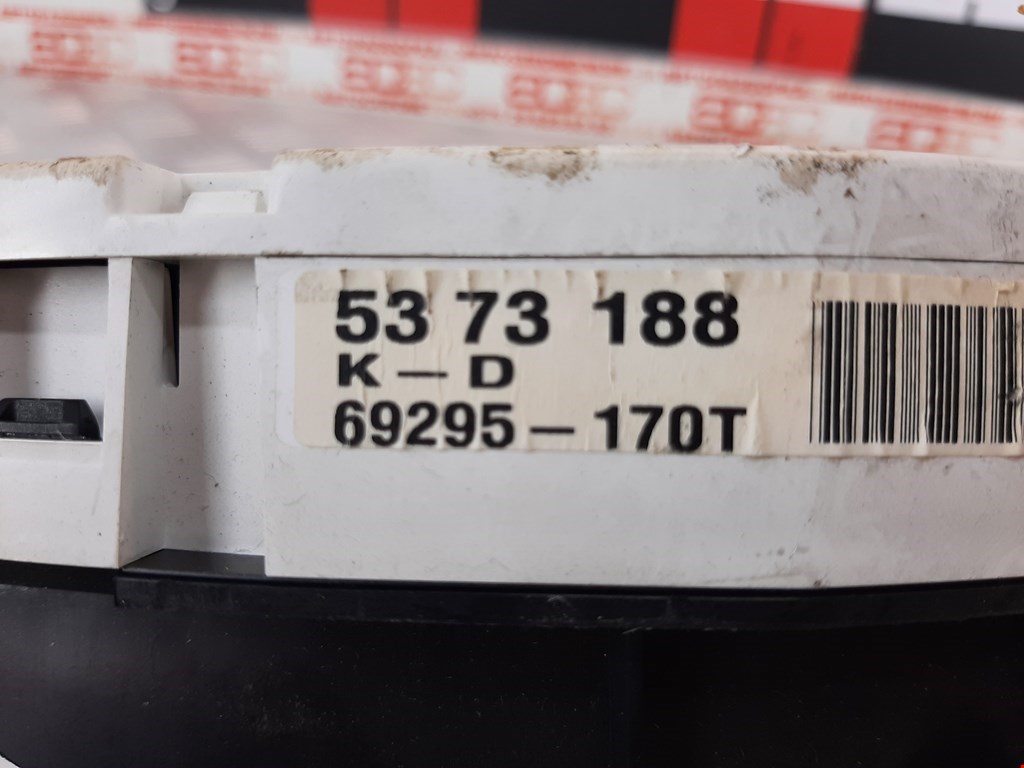 53 73 188
K — D
69295 – 170T